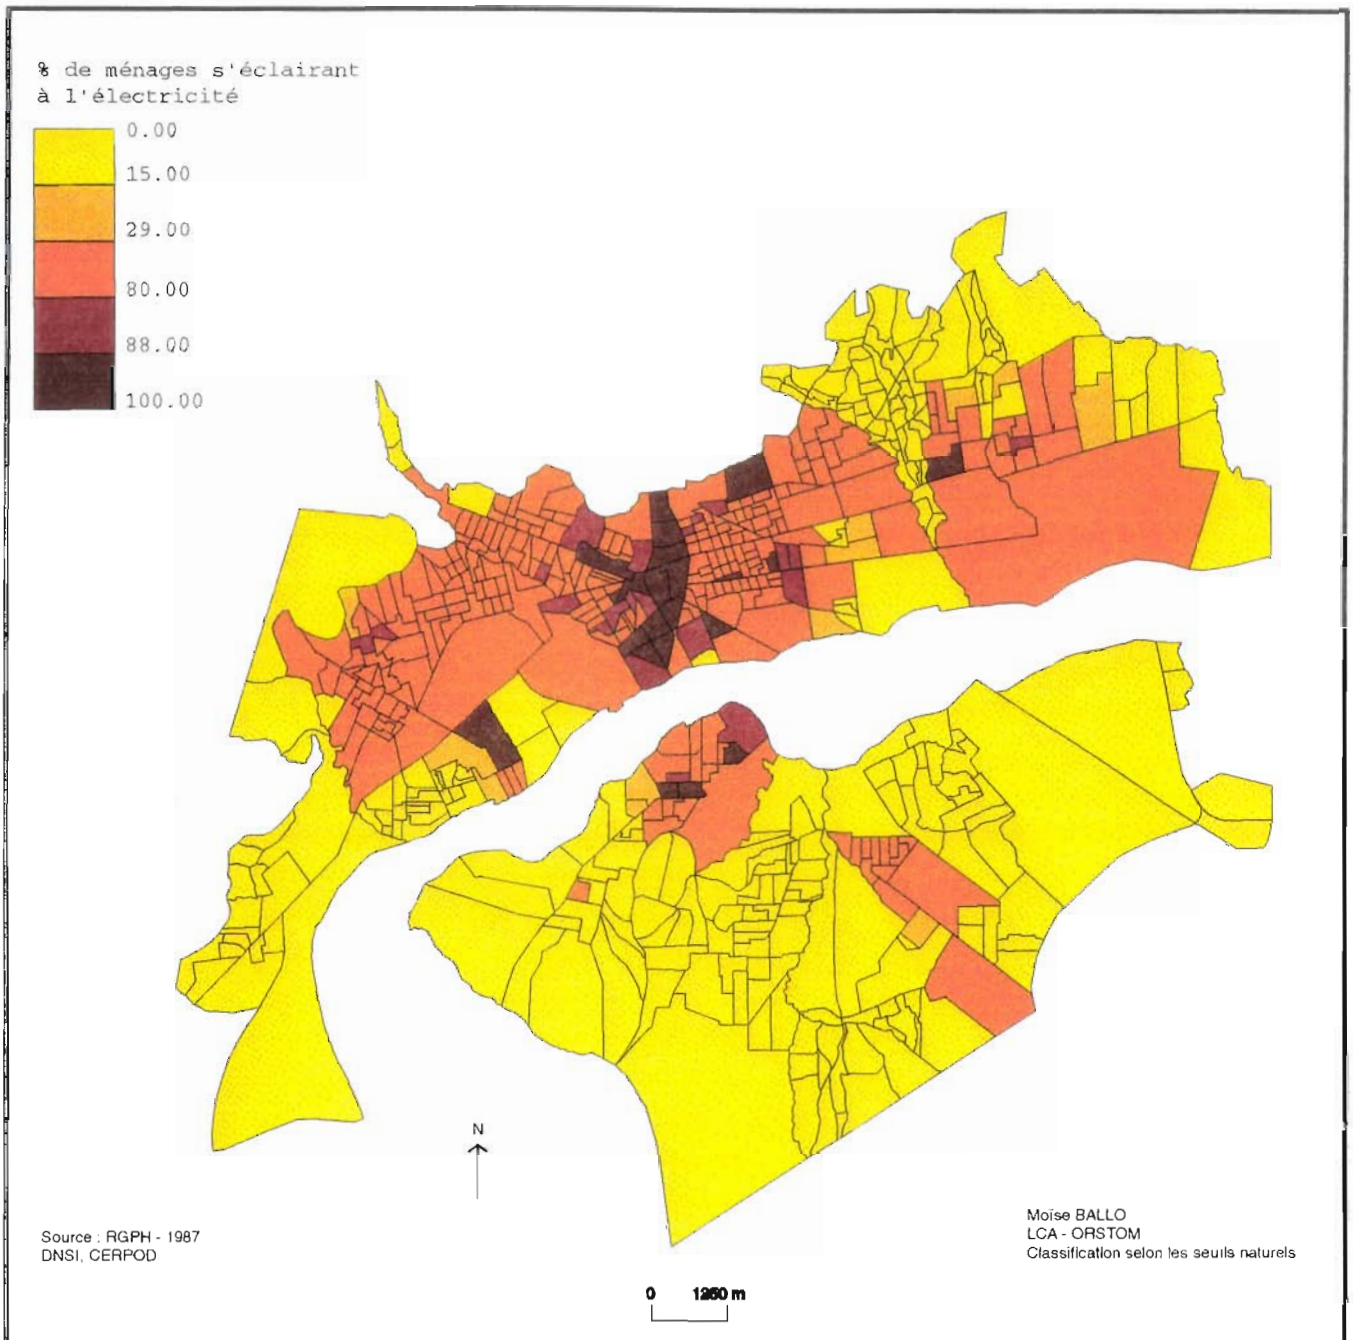 % de ménages s'éclairant
à l'électricité
0.00
15.00
29.00
80.00
88.00
100.00
N
Source : RGPH - 1987
DNSI, CERPOD
Moïse BALLO
LCA - ORSTOM
Classification selon les seuils naturels
0 m